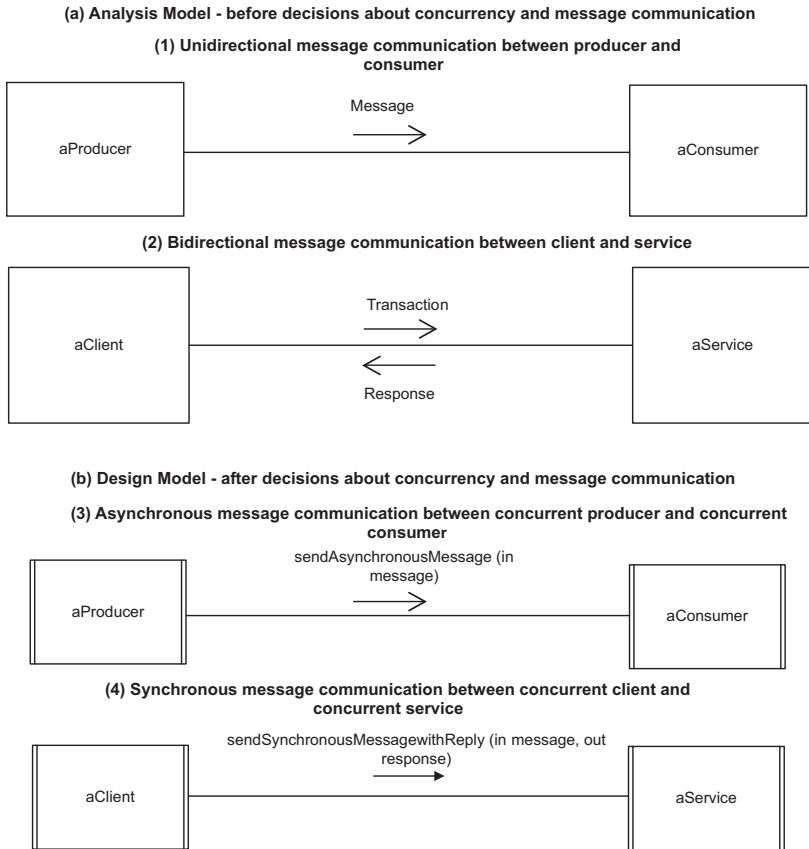 (a) Analysis Model - before decisions about concurrency and message communication
(1) Unidirectional message communication between producer and
consumer
Message
aProducer
aConsumer
(2) Bidirectional message communication between client and service
Transaction
aClient
aService
Response
(b) Design Model - after decisions about concurrency and message communication
(3) Asynchronous message communication between concurrent producer and concurrent
consumer
sendAsynchronousMessage (in
message)
aProducer
aConsumer
(4) Synchronous message communication between concurrent client and
concurrent service
sendSynchronousMessagewithReply (in message, out
response)
aClient
aService